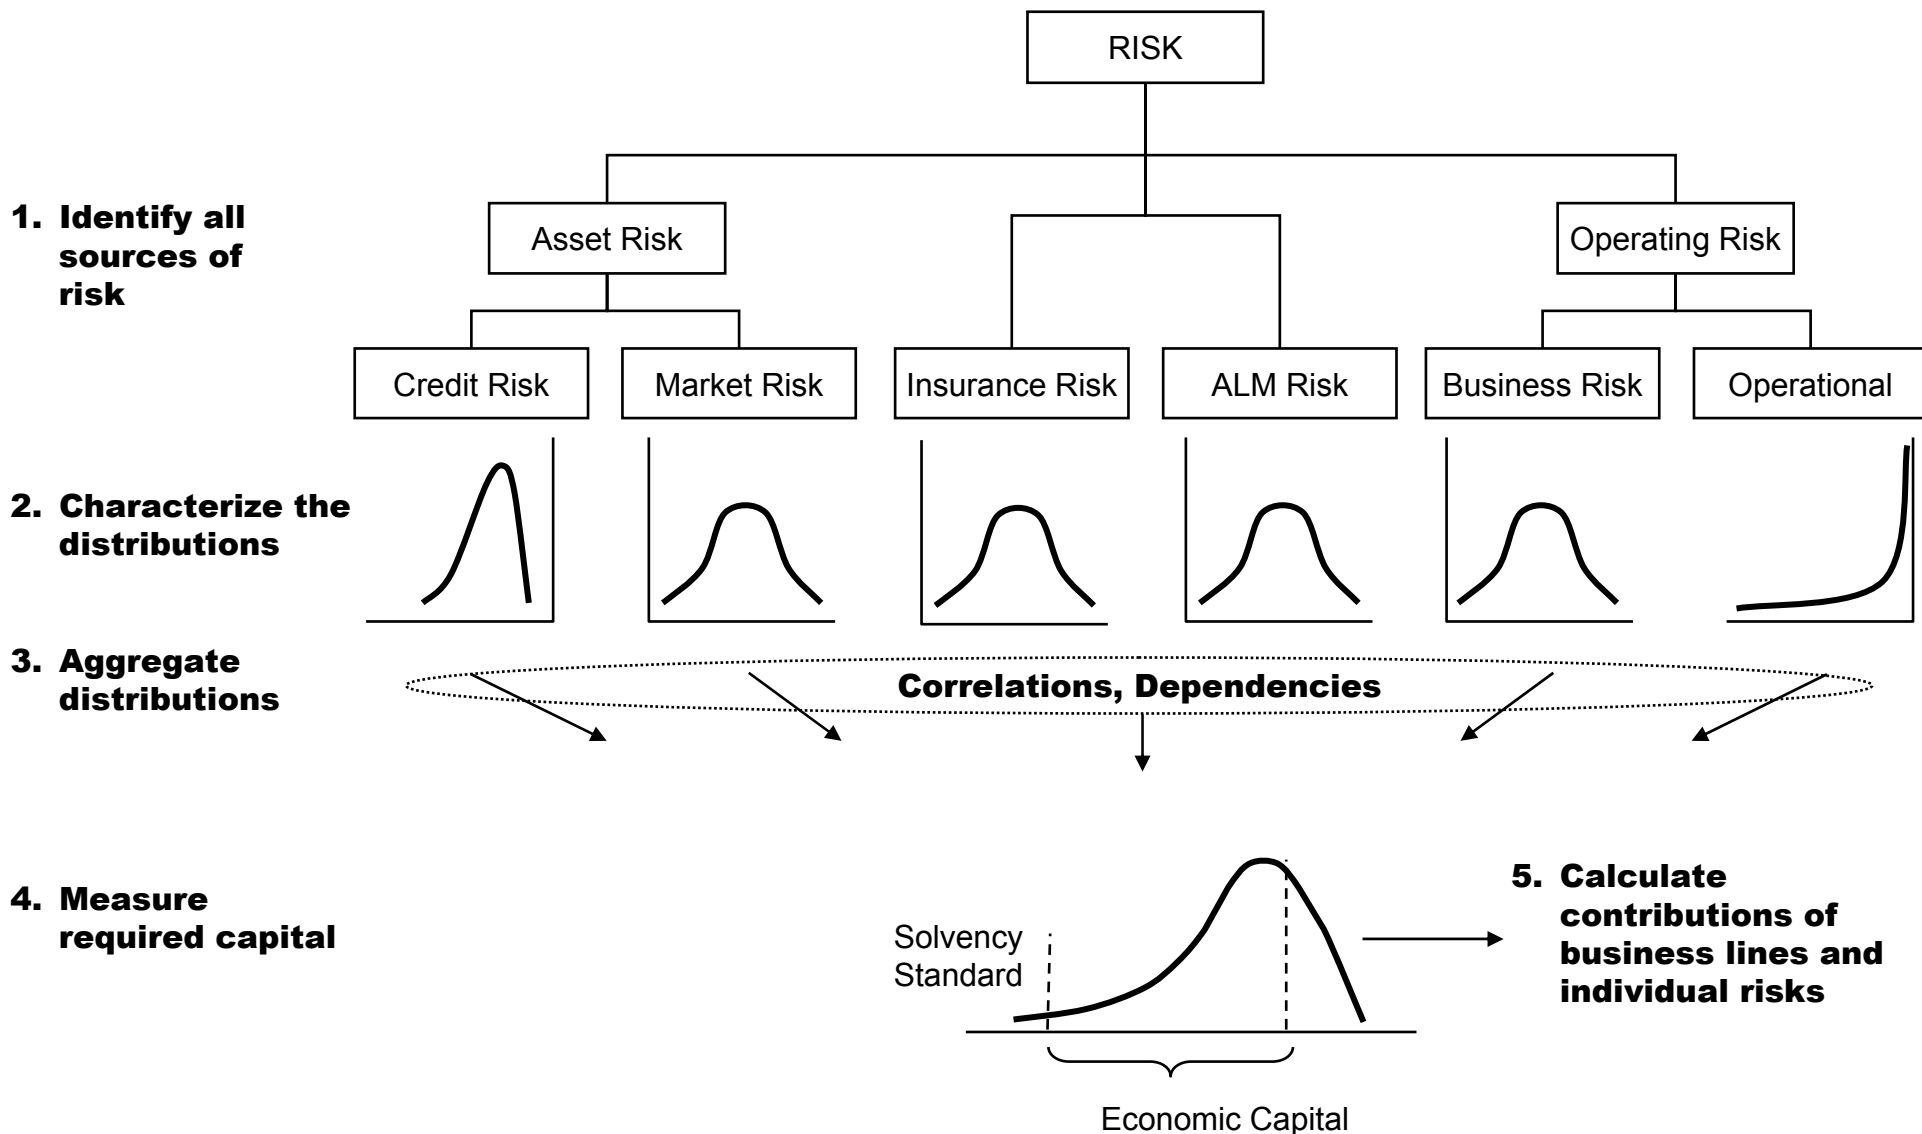 RISK
1. Identify all
sources of
risk
Asset Risk
Operating Risk
Credit Risk
Market Risk
Insurance Risk
ALM Risk
Business Risk
Operational
2. Characterize the
distributions
3. Aggregate
distributions
Correlations, Dependencies
4. Measure
required capital
Solvency
Standard
5. Calculate
contributions of
business lines and
individual risks
Economic Capital